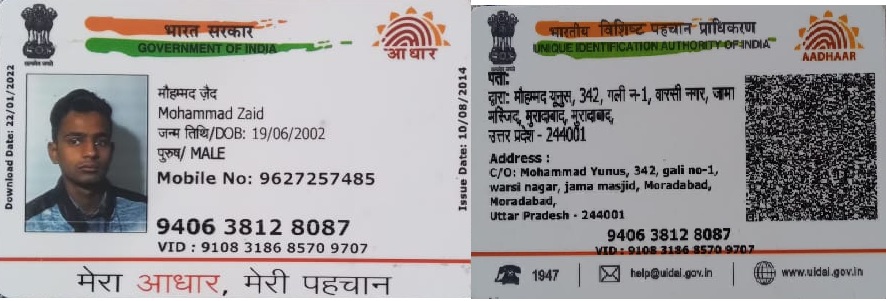 भारत सरकार
GOVERNMENT OF INDIA
आधार
Download Date: 22/01/2022
मौहम्मद ज़ैद
Mohammad Zaid
जन्म तिथि/DOB: 19/06/2002
पुरुष/ MALE
Mobile No: 9627257485
Issue Date: 10/08/2014
9406 3812 8087
VID : 9108 3186 8570 9707
मेरा आधार, मेरी पहचान
भारतीय विशिष्ट पहचान प्राधिकरण
UNIQUE IDENTIFICATION AUTHORITY OF INDIA
AADHAAR
पता:
द्वारा: मौहम्मद यूनुस, 342, गली न-1, वारसी नगर, जामा
मस्जिद, मुरादाबाद, मुरादाबाद,
उत्तर प्रदेश - 244001
Address :
C/O: Mohammad Yunus, 342, gali no-1,
warsi nagar, jama masjid, Moradabad,
Moradabad,
Uttar Pradesh - 244001
9406 3812 8087
VID : 9108 3186 8570 9707
1947
help@uidai.gov.in
www.uidai.gov.in